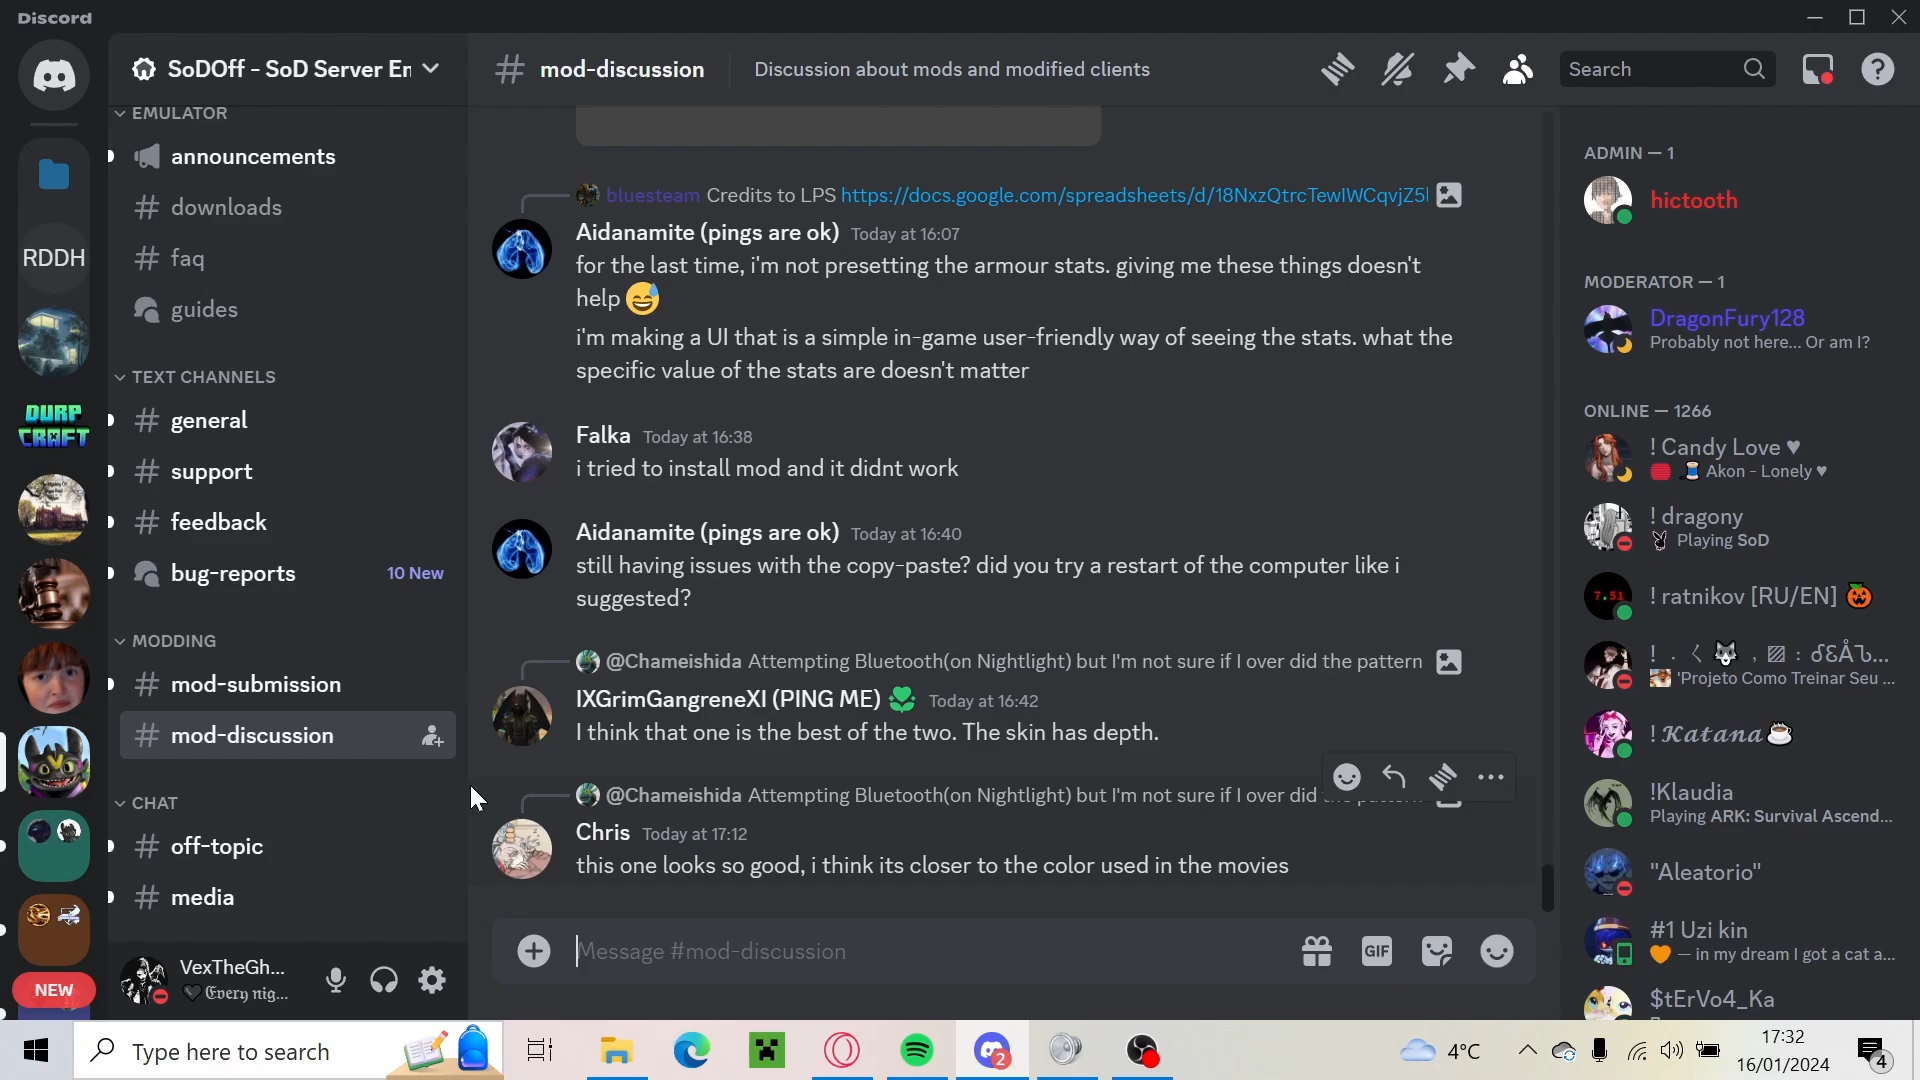 Discord
SoDOff - SoD Server Er
mod-discussion
Discussion about mods and modified clients
Search
RDDH
DURP
CRAFT
NEW
EMULATOR
announcements
downloads
faq
guides
TEXT CHANNELS
general
support
feedback
bug-reports 10 New
MODDING
mod-submission
mod-discussion
CHAT
off-topic
media
VexTheGh...
Every nig...
bluesteam Credits to LPS https://docs.google.com/spreadsheets/d/18NxzQtrcTewIWCqvjZ5
Aidanamite (pings are ok) Today at 16:07
for the last time, i'm not presetting the armour stats. giving me these things doesn't
help 😅
i'm making a UI that is a simple in-game user-friendly way of seeing the stats. what the
specific value of the stats are doesn't matter
Falka Today at 16:38
i tried to install mod and it didnt work
Aidanamite (pings are ok) Today at 16:40
still having issues with the copy-paste? did you try a restart of the computer like i
suggested?
@Chameishida Attempting Bluetooth(on Nightlight) but I'm not sure if I over did the pattern
IXGrimGangreneXI (PING ME) Today at 16:42
I think that one is the best of the two. The skin has depth.
@Chameishida Attempting Bluetooth(on Nightlight) but I'm not sure if I over did
Chris Today at 17:12
this one looks so good, i think its closer to the color used in the movies
Message #mod-discussion
GIF
ADMIN — 1
hictooth
MODERATOR — 1
DragonFury128
Probably not here... Or am I?
ONLINE — 1266
! Candy Love ♥
Akon - Lonely ♥
! dragony
Playing SoD
7.51
! ratnikov [RU/EN] 🎃
'Projeto Como Treinar Seu ...
! 𝓚𝓪𝓽𝓪𝓷𝓪☕
!Klaudia
Playing ARK: Survival Ascend...
"Aleatorio"
#1 Uzi kin
🧡 — in my dream I got a cat a...
$tErVo4_Ka
Type here to search
2
4°C
17:32
16/01/2024
4